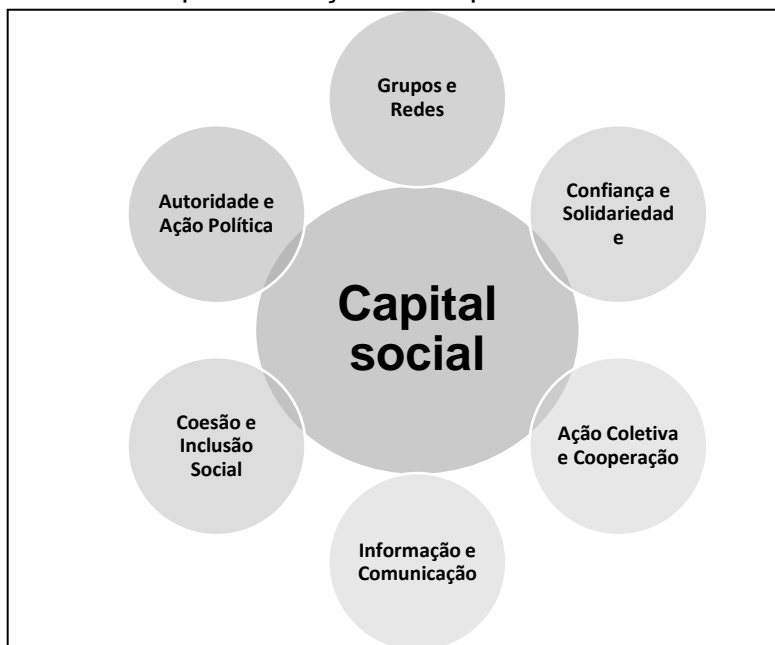 Grupos e
Redes
Confiança e
Solidariedad
e
Autoridade e
Ação Política
Capital
social
Coesão e
Inclusão
Social
Ação Coletiva
e Cooperação
Informação e
Comunicação